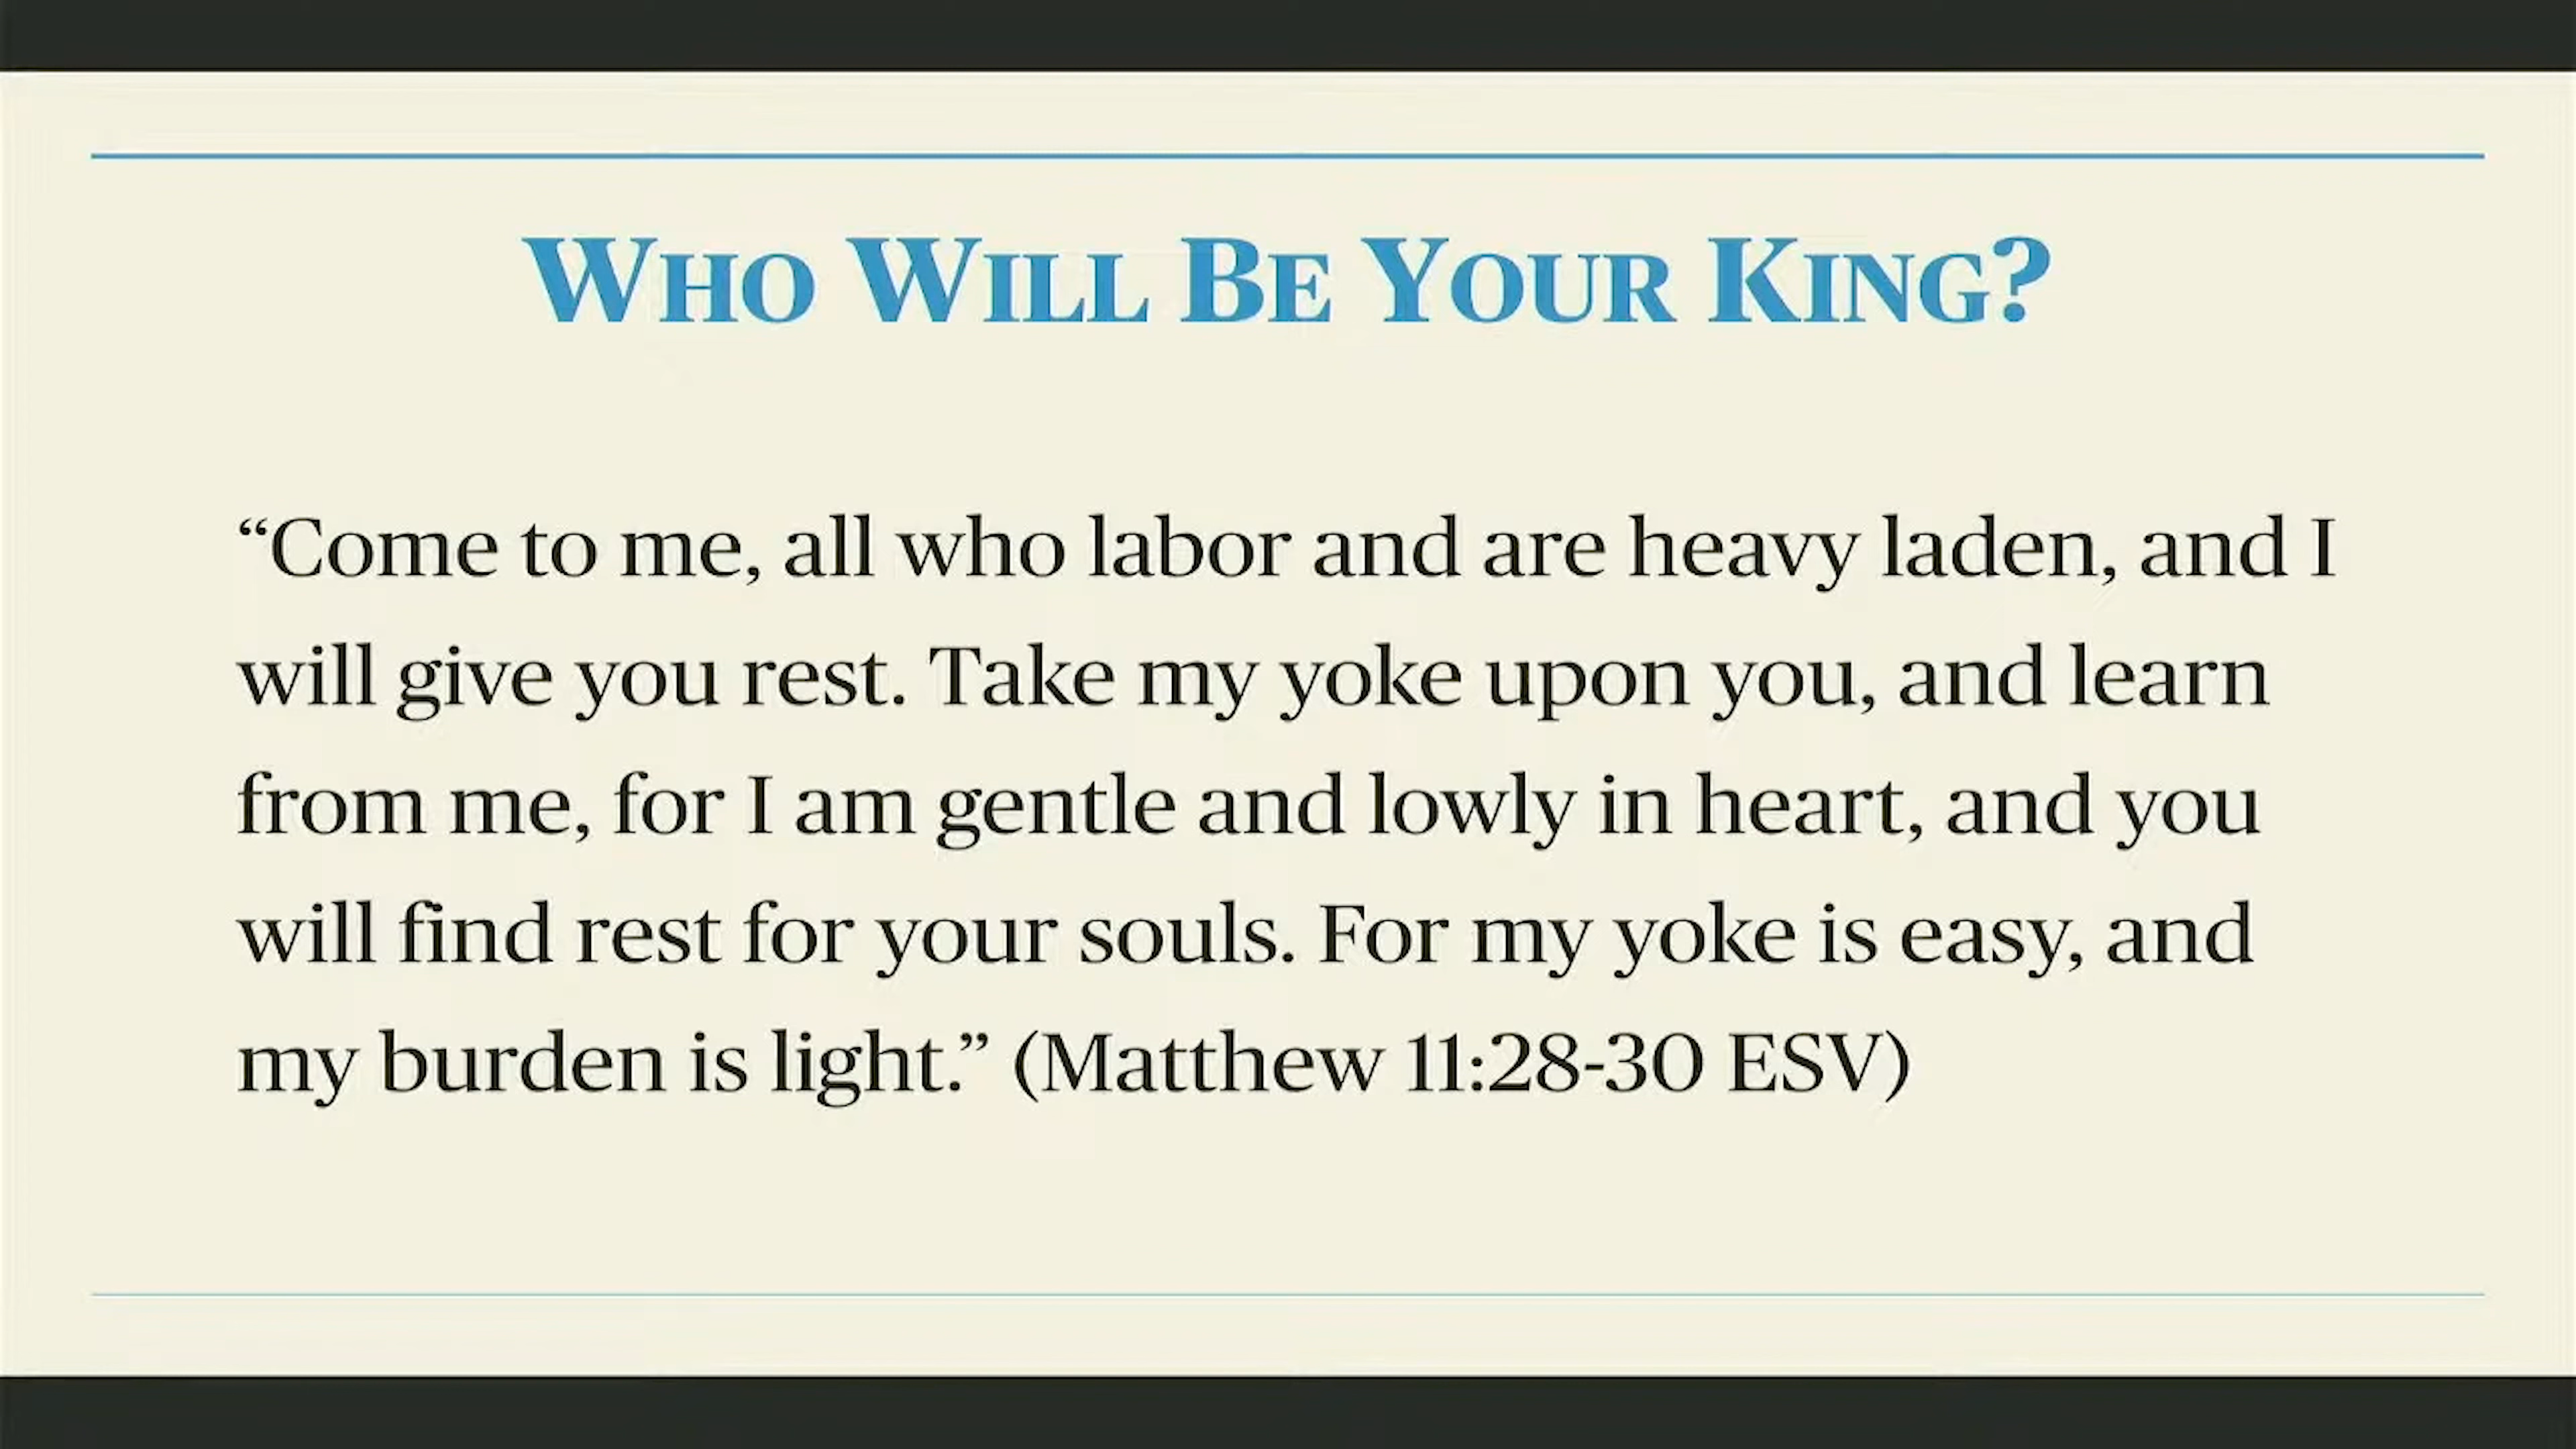 Who Will Be Your King?
“Come to me, all who labor and are heavy laden, and I
will give you rest. Take my yoke upon you, and learn
from me, for I am gentle and lowly in heart, and you
will find rest for your souls. For my yoke is easy, and
my burden is light.” (Matthew 11:28-30 ESV)